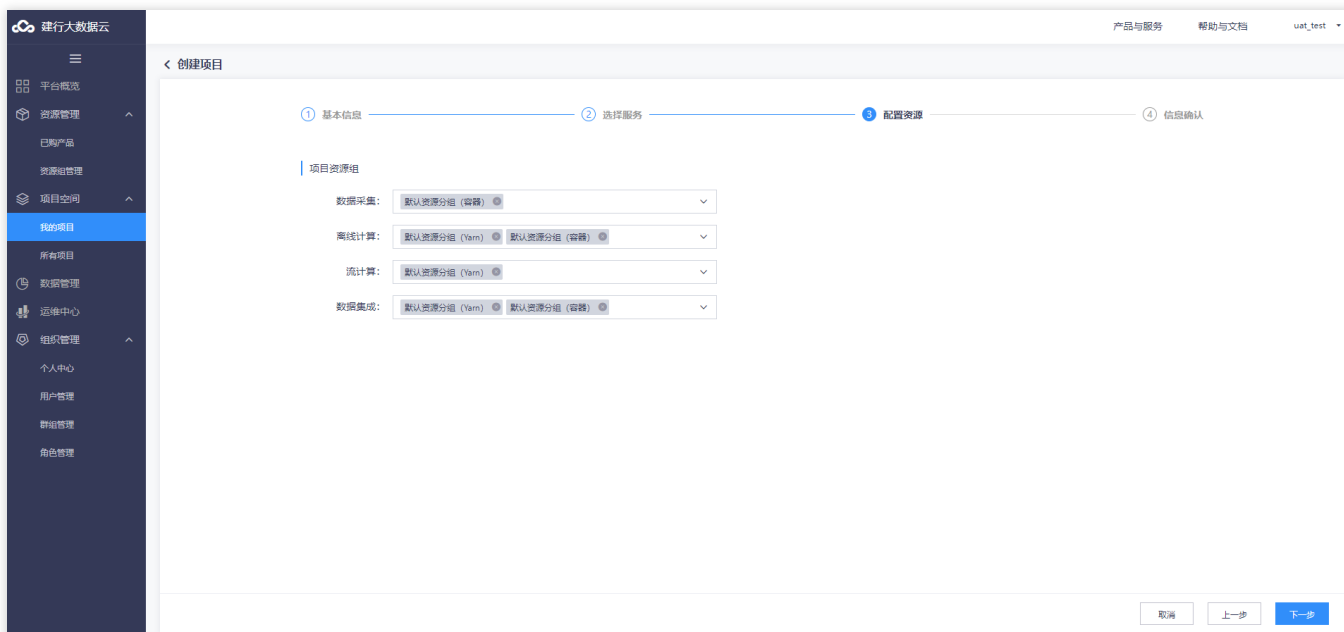 建行大数据云
产品与服务 帮助与文档 uat_test
创建项目
平台概览
资源管理
已购产品
资源组管理
项目空间
我的项目
所有项目
数据管理
运维中心
组织管理
个人中心
用户管理
群组管理
角色管理
1 基本信息 2 选择服务 3 配置资源 4 信息确认
项目资源组
数据采集: 默认资源分组（容器）
离线计算: 默认资源分组（Yarn） 默认资源分组（容器）
流计算: 默认资源分组（Yarn）
数据集成: 默认资源分组（Yarn） 默认资源分组（容器）
取消 上一步 下一步